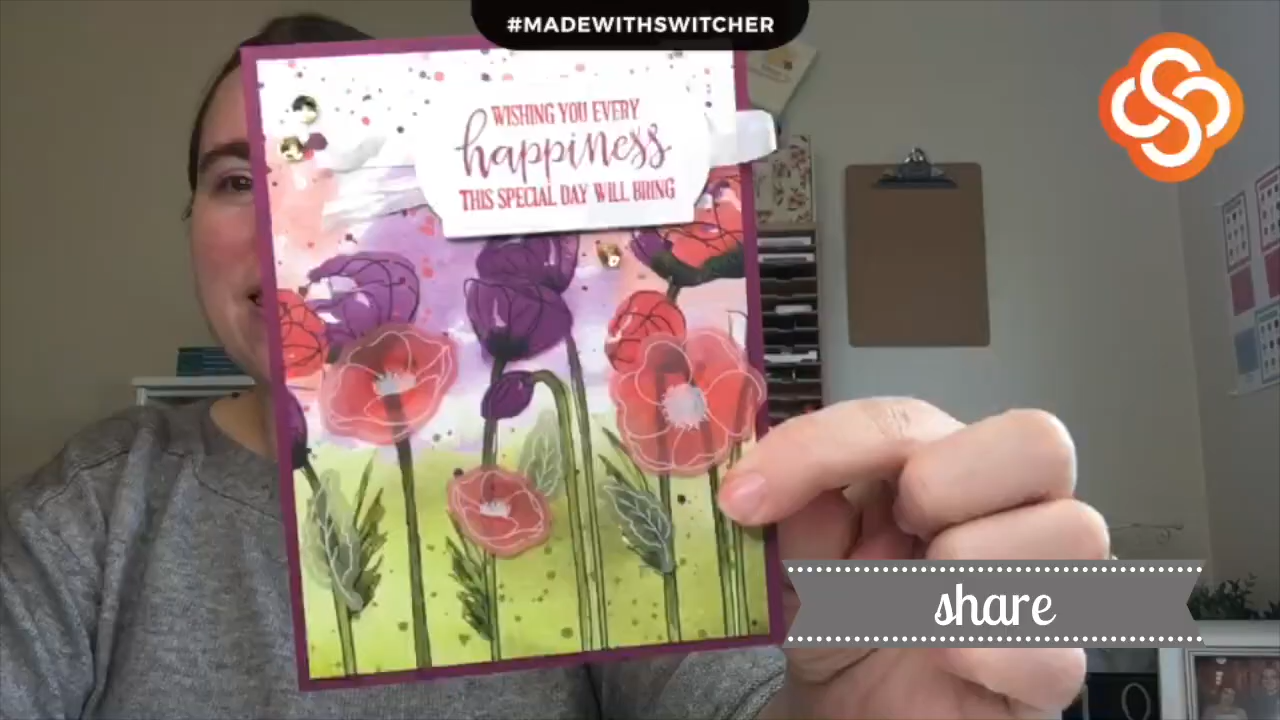 #MADEWITHSWITCHER
WISHING YOU EVERY
happiness
THIS SPECIAL DAY WILL BRING
share